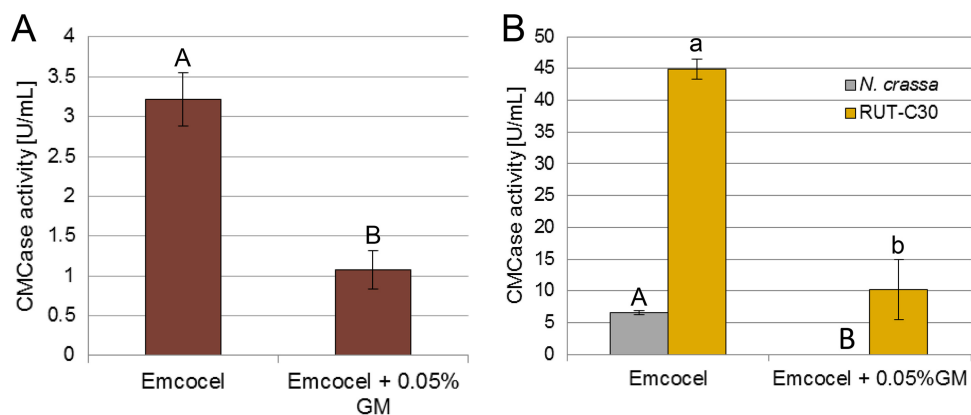 A
CMCase activity [U/mL]
4
3.5
3
2.5
2
1.5
1
0.5
0
A
B
Emcocel
Emcocel + 0.05%
GM
B
CMCase activity [U/mL]
50
45
40
35
30
25
20
15
10
5
0
a
N. crassa
RUT-C30
A
b
B
Emcocel
Emcocel + 0.05%GM